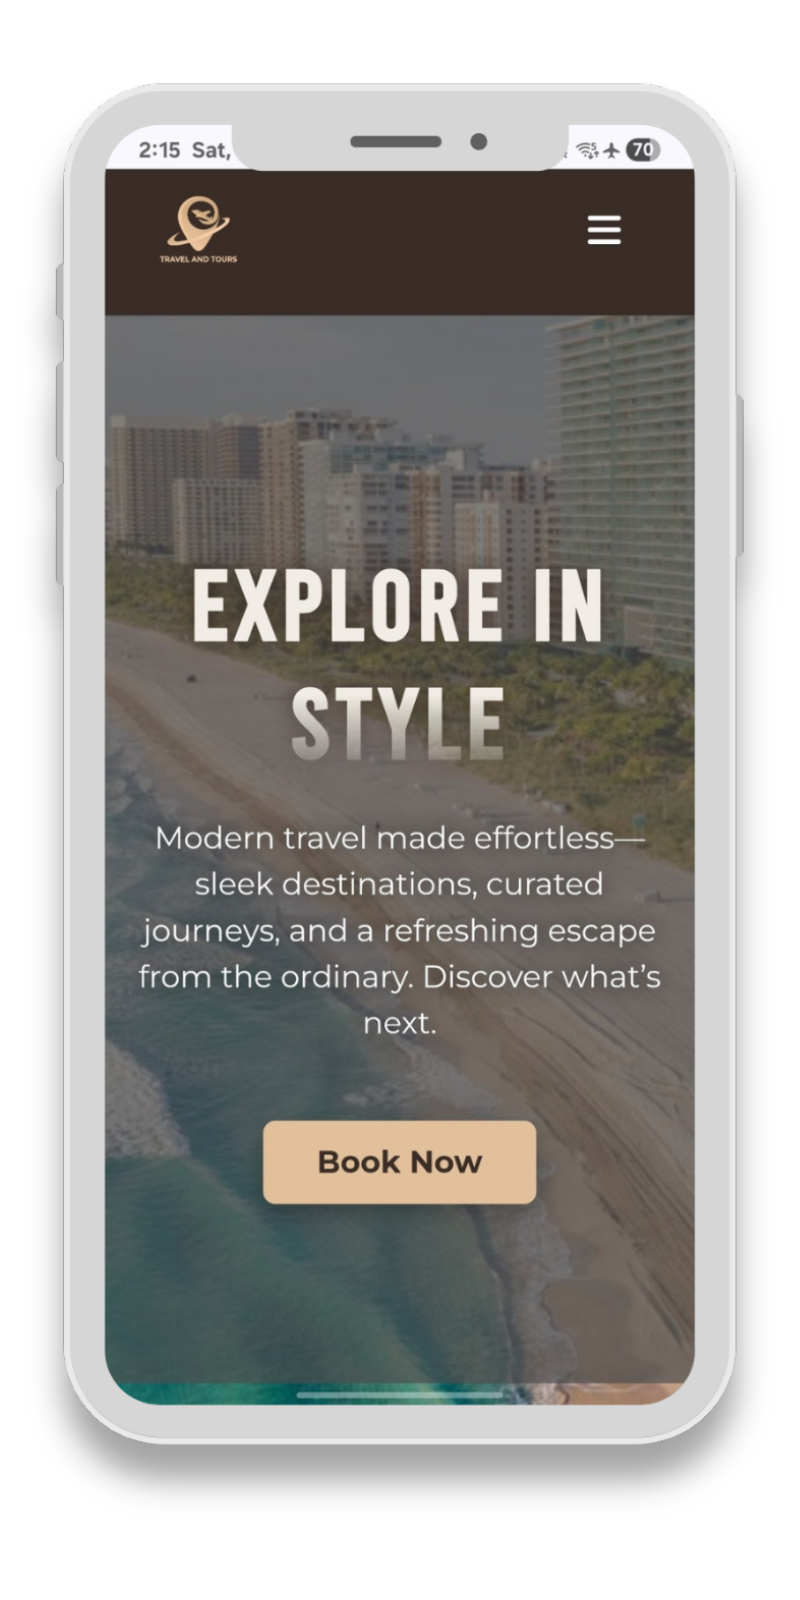 2:15 Sat,
70
TRAVEL AND TOURS
EXPLORE IN
STYLE
Modern travel made effortless—
sleek destinations, curated
journeys, and a refreshing escape
from the ordinary. Discover what’s
next.
Book Now